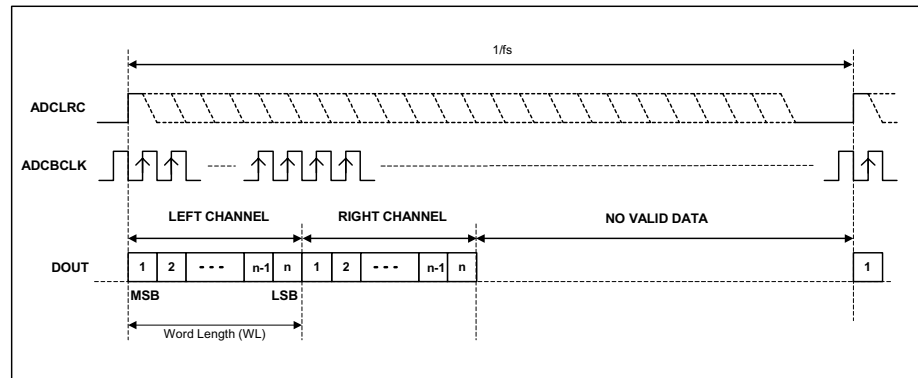 1/fs
ADCLRC
ADCBCLK
LEFT CHANNEL RIGHT CHANNEL NO VALID DATA
DOUT 1 2 - - - n-1 n 1 2 - - - n-1 n 1
MSB LSB
Word Length (WL)